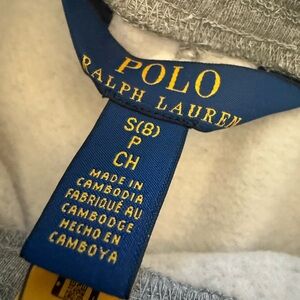 POLO
RALPH LAUREN
S(8)
P
CH
MADE IN
CAMBODIA
FABRIQUÉ AU
CAMBODGE
HECHO EN
CAMBOYA